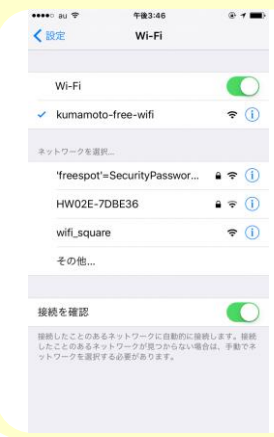 au 午後3:46
設定 Wi-Fi
Wi-Fi
kumamoto-free-wifi
ネットワークを選択...
'freespot'=SecurityPasswor...
HW02E-7DBE36
wifi_square
その他...
接続を確認
接続したことのあるネットワークに自動的に接続します。接続
したことのあるネットワークが見つからない場合は、手動でネ
ットワークを選択する必要があります。